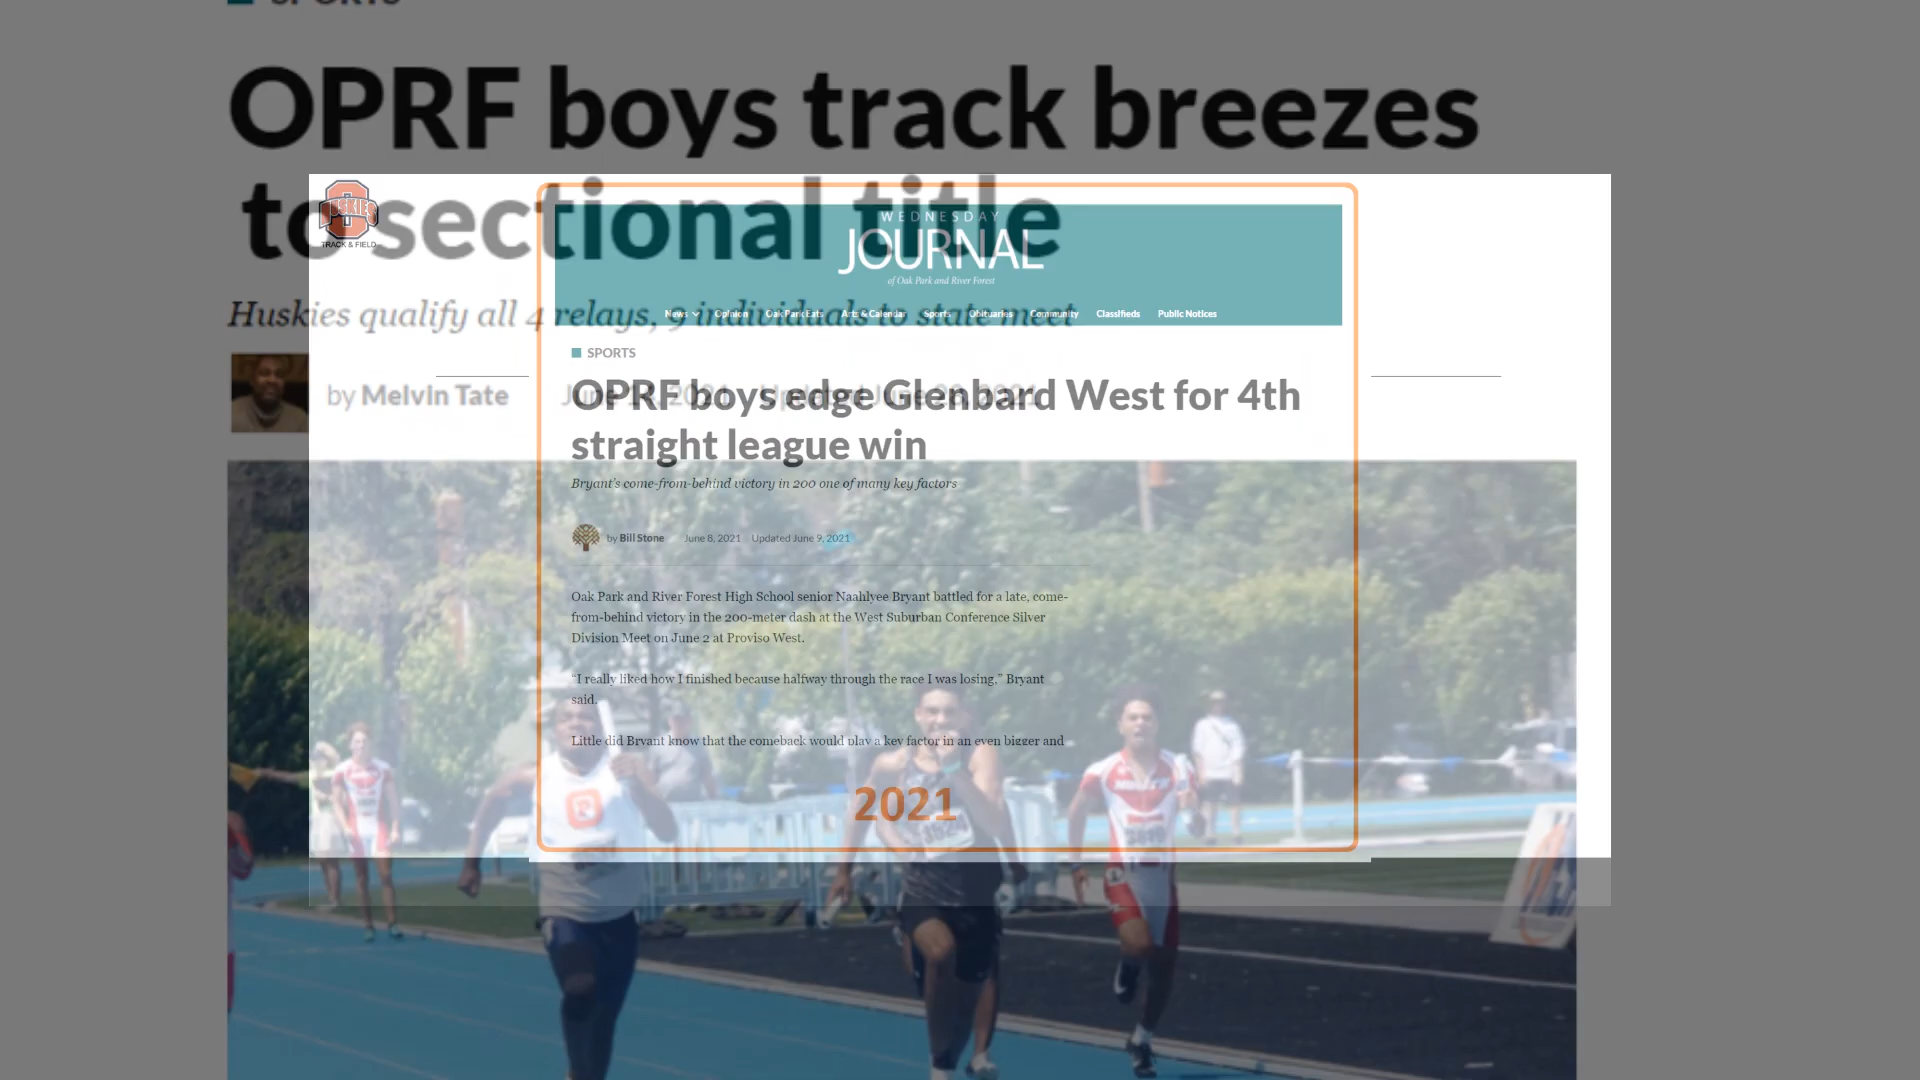 SPORTS
OPRF boys track breezes
to sectional title
Huskies qualify all 4 relays, 9 individuals to state meet
by Melvin Tate
Updated June
HUSKIES
TRACK & FIELD
WEDNESDAY
JOURNAL
of Oak Park and River Forest
News Opinion Oak Park Eats Arts & Calendar Sports Obituaries Community Classifieds Public Notices
SPORTS
OPRF boys edge Glenbard West for 4th
straight league win
Bryant's come-from-behind victory in 200 one of many key factors
by Bill Stone June 8, 2021 Updated June 9, 2021
Oak Park and River Forest High School senior Naahlyee Bryant battled for a late, come-
from-behind victory in the 200-meter dash at the West Suburban Conference Silver
Division Meet on June 2 at Proviso West.
“I really liked how I finished because halfway through the race I was losing,” Bryant
said.
Little did Bryant know that the comeback would play a key factor in an even bigger and
2021